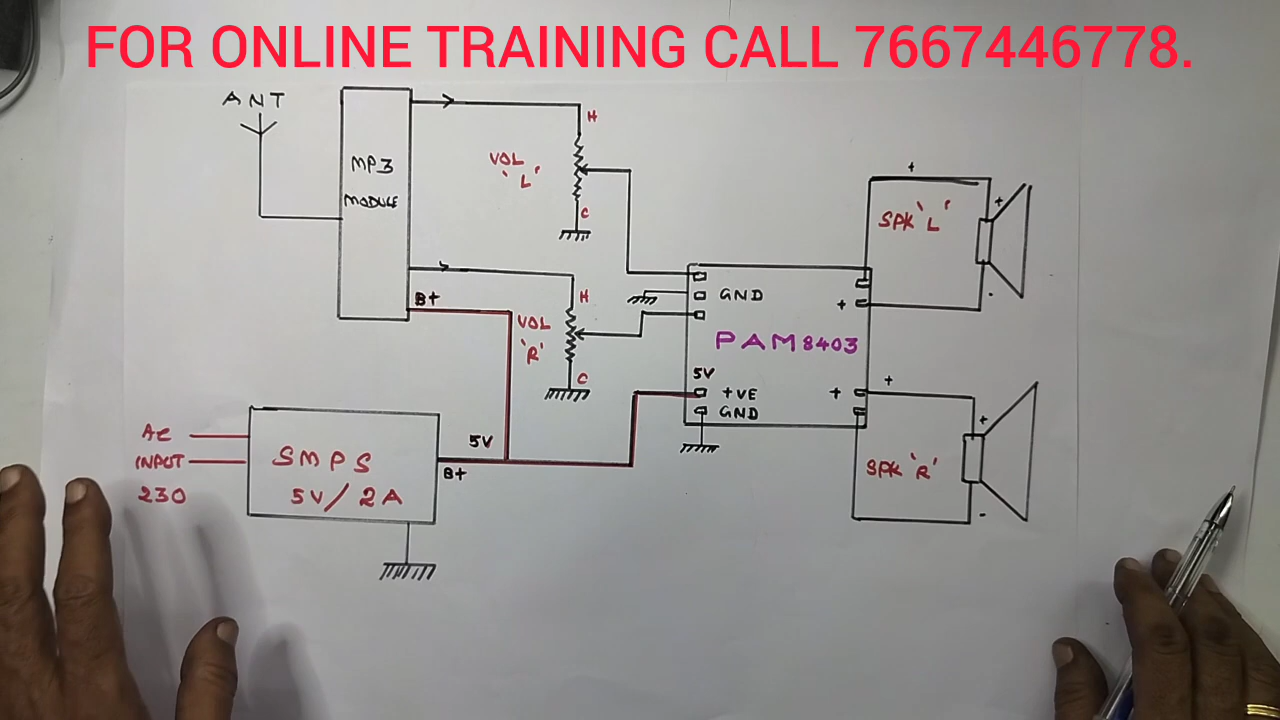 FOR ONLINE TRAINING CALL 7667446778.
ANT
MP3
MODULE
H
VOL
'L'
C
H
B+
VOL
'R'
C
GND
PAM8403
5V
+VE
GND
+
+
SPK 'L'
+
+
-
+
+
SPK 'R'
-
AC
INPUT
230
SMPS
5V/2A
5V
B+